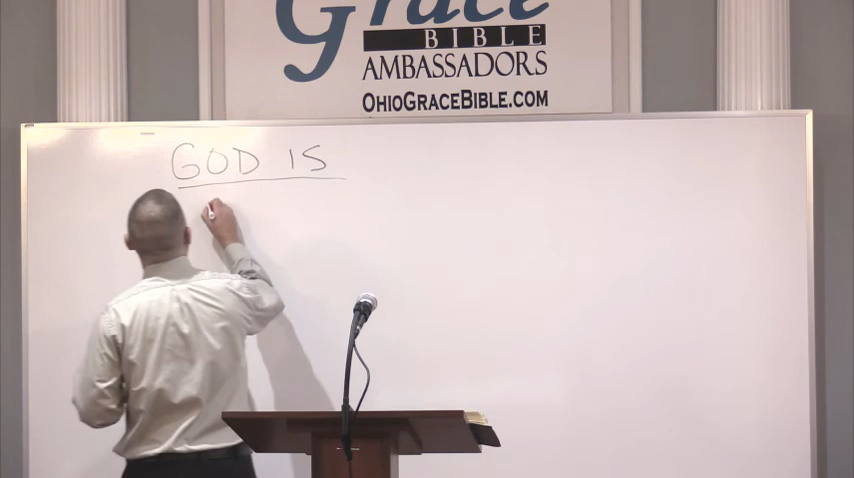 Grace
BIBLE
AMBASSADORS
OHIOGRACEBIBLE.COM
GOD IS